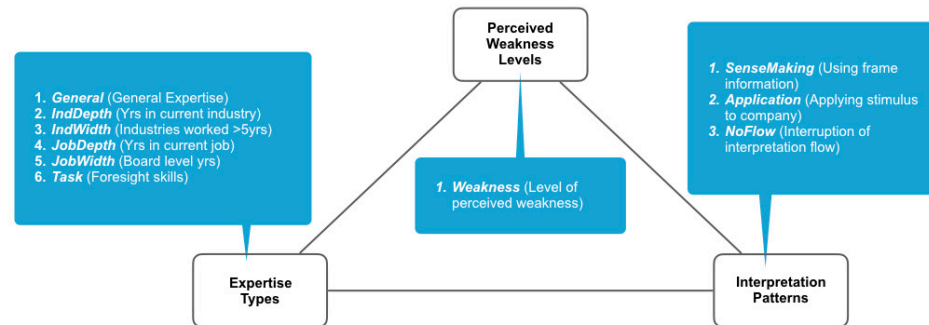 Perceived
Weakness
Levels
1. General (General Expertise)
2. IndDepth (Yrs in current industry)
3. IndWidth (Industries worked >5yrs)
4. JobDepth (Yrs in current job)
5. JobWidth (Board level yrs)
6. Task (Foresight skills)
1. SenseMaking (Using frame
information)
2. Application (Applying stimulus
to company)
3. NoFlow (Interruption of
interpretation flow)
1. Weakness (Level of
perceived weakness)
Expertise
Types
Interpretation
Patterns